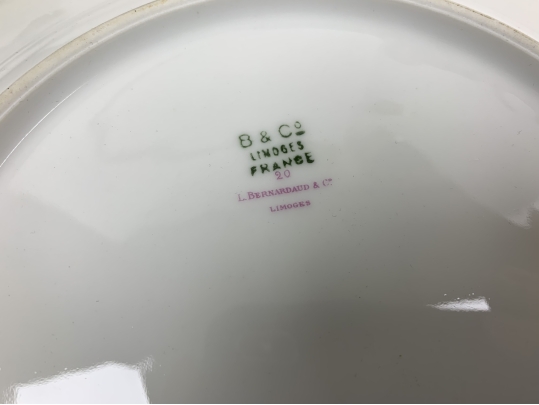 B & Co
LIMOGES
FRANCE
20
L. BERNARDAUD & Co
LIMOGES